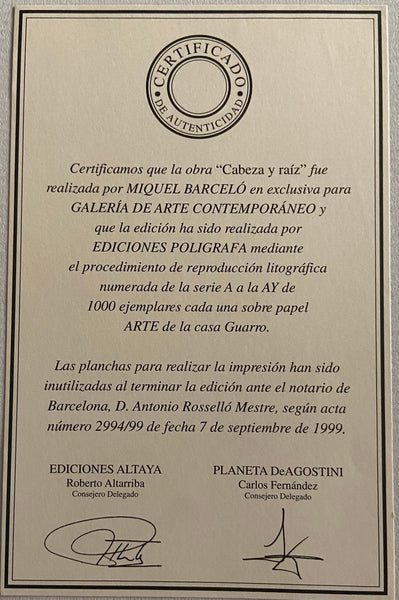 CERTIFICADO
DE AUTENTICIDAD
Certificamos que la obra “Cabeza y raíz” fue
realizada por MIQUEL BARCELÓ en exclusiva para
GALERÍA DE ARTE CONTEMPORÁNEO y
que la edición ha sido realizada por
EDICIONES POLIGRAFA mediante
el procedimiento de reproducción litográfica
numerada de la serie A a la AY de
1000 ejemplares cada una sobre papel
ARTE de la casa Guarro.
Las planchas para realizar la impresión han sido
inutilizadas al terminar la edición ante el notario de
Barcelona, D. Antonio Rosselló Mestre, según acta
número 2994/99 de fecha 7 de septiembre de 1999.
EDICIONES ALTAYA
Roberto Altarriba
Consejero Delegado
PLANETA DeAGOSTINI
Carlos Fernández
Consejero Delegado